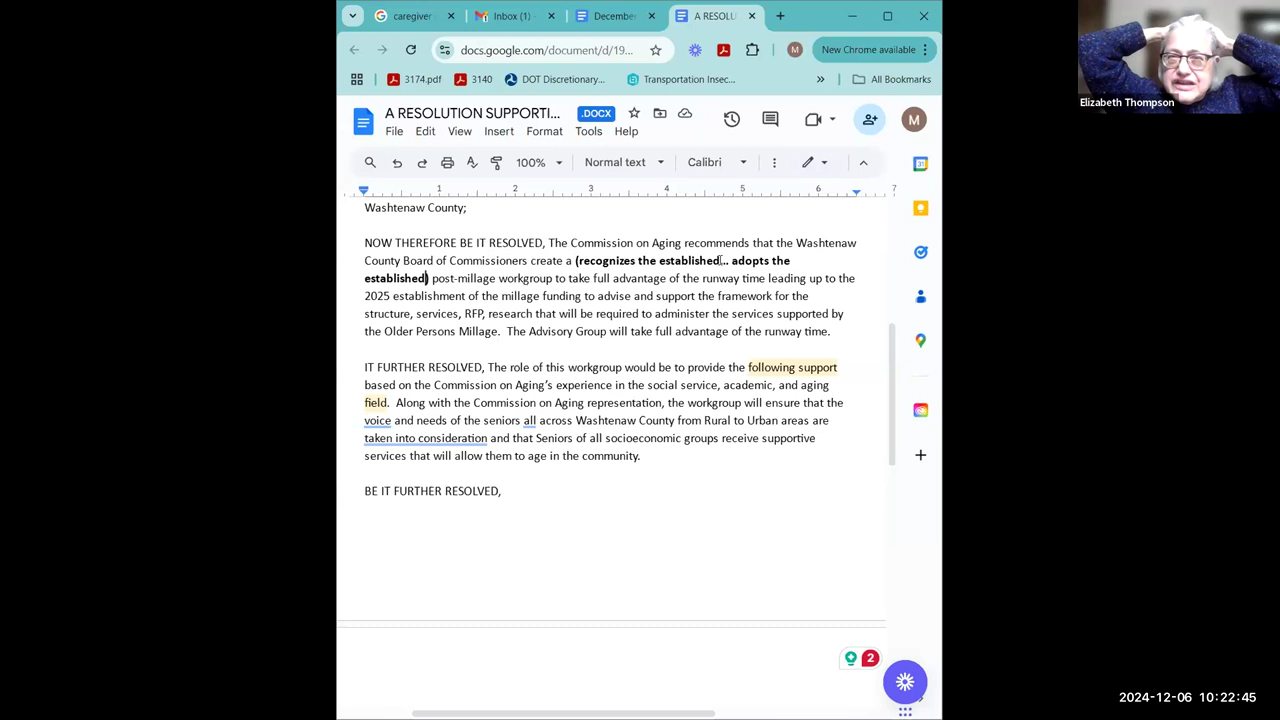 caregiver
Inbox (1)
December
A RESOLU
docs.google.com/document/d/19...
M
New Chrome available
3174.pdf
3140
DOT Discretionary...
Transportation Insec...
»
All Bookmarks
A RESOLUTION SUPPORTI...
.DOCX
File Edit View Insert Format Tools Help
M
100%
Normal text
Calibri
1 2 3 4 5 6 7
31
Washtenaw County;
NOW THEREFORE BE IT RESOLVED, The Commission on Aging recommends that the Washtenaw
County Board of Commissioners create a (recognizes the established... adopts the
established) post-millage workgroup to take full advantage of the runway time leading up to the
2025 establishment of the millage funding to advise and support the framework for the
structure, services, RFP, research that will be required to administer the services supported by
the Older Persons Millage. The Advisory Group will take full advantage of the runway time.
IT FURTHER RESOLVED, The role of this workgroup would be to provide the following support
based on the Commission on Aging's experience in the social service, academic, and aging
field. Along with the Commission on Aging representation, the workgroup will ensure that the
voice and needs of the seniors all across Washtenaw County from Rural to Urban areas are
taken into consideration and that Seniors of all socioeconomic groups receive supportive
services that will allow them to age in the community.
BE IT FURTHER RESOLVED,
2
Elizabeth Thompson
2024-12-06 10:22:45